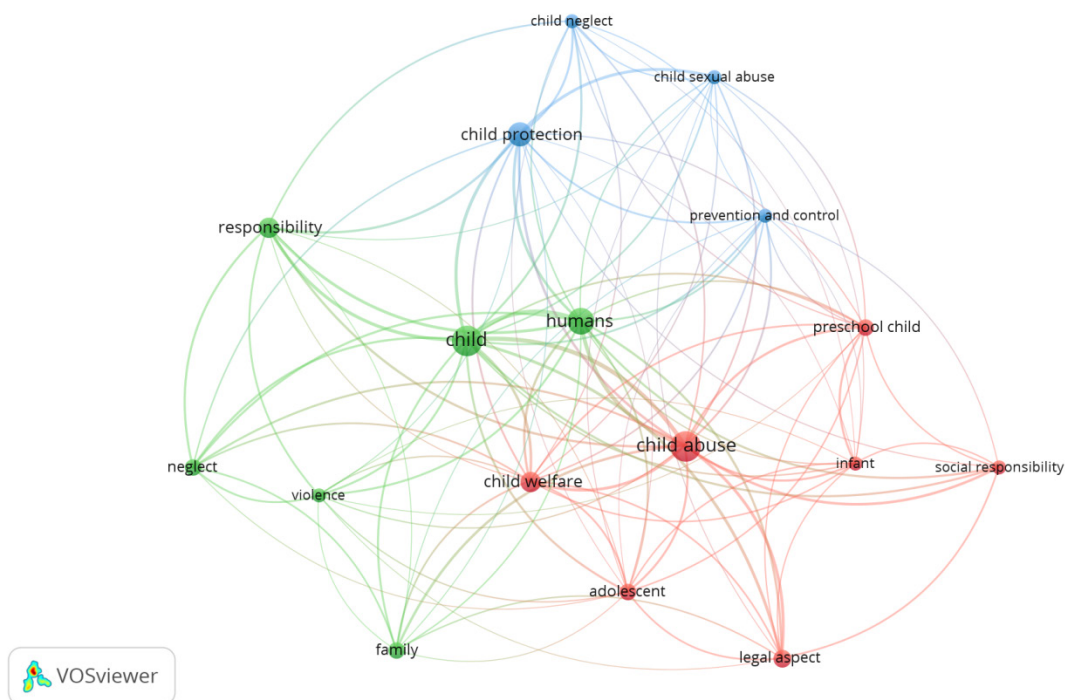 child neglect
child sexual abuse
child protection
prevention and control
responsibility
humans
preschool child
child
child abuse
neglect
infant
social responsibility
child welfare
violence
adolescent
family
legal aspect
VOSviewer